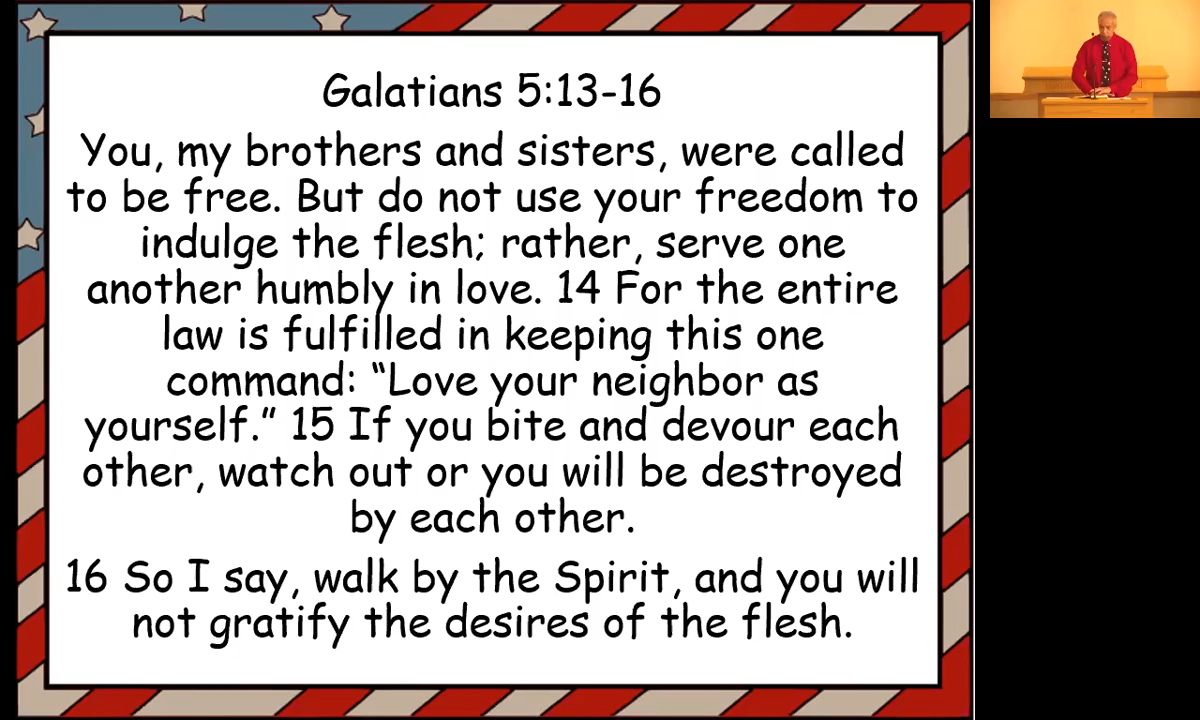 Galatians 5:13-16
You, my brothers and sisters, were called
to be free. But do not use your freedom to
indulge the flesh; rather, serve one
another humbly in love. 14 For the entire
law is fulfilled in keeping this one
command: “Love your neighbor as
yourself.” 15 If you bite and devour each
other, watch out or you will be destroyed
by each other.
16 So I say, walk by the Spirit, and you will
not gratify the desires of the flesh.